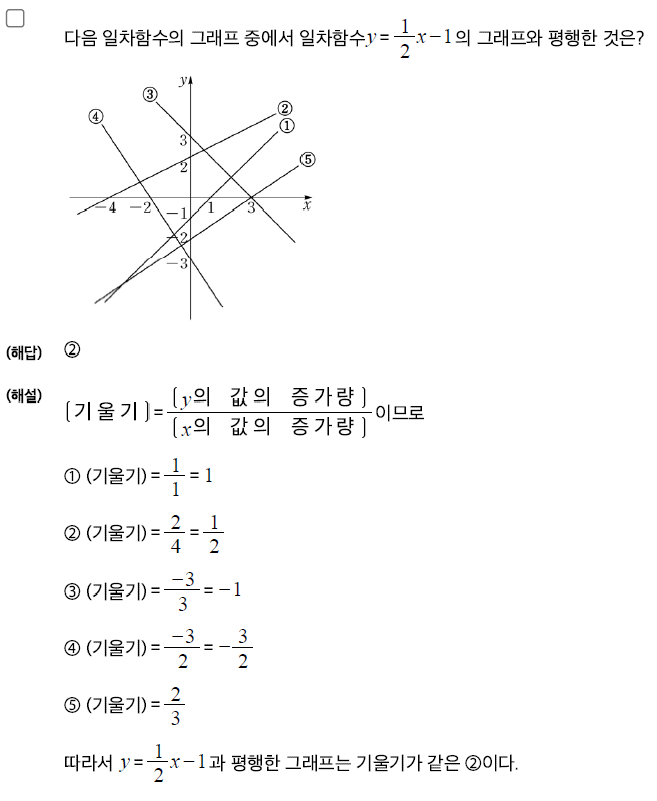 다음 일차함수의 그래프 중에서 일차함수 y = 1/2 x − 1의 그래프와 평행한 것은?
y
③
④
②
①
3
⑤
2
−4 −2 −1 1 3 x
−2
−3
(해답) ②
(해설) (기울기) = (y의 값의 증가량) / (x의 값의 증가량) 이므로
① (기울기) = 1/1 = 1
② (기울기) = 2/4 = 1/2
③ (기울기) = −3/3 = −1
④ (기울기) = −3/2 = −3/2
⑤ (기울기) = 2/3
따라서 y = 1/2 x − 1과 평행한 그래프는 기울기가 같은 ②이다.